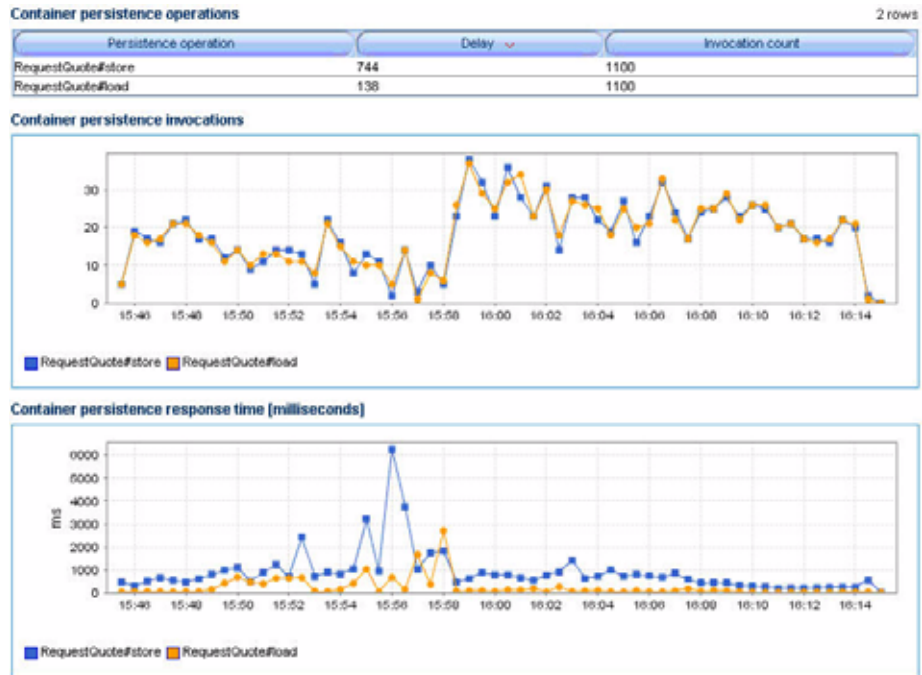 Container persistence operations 2 rows
Persistence operation Delay Invocation count
RequestQuote#store 744 1100
RequestQuote#load 138 1100
Container persistence invocations
30
20
10
0
15:46 15:48 15:50 15:52 15:54 15:56 15:58 16:00 16:02 16:04 16:06 16:08 16:10 16:12 16:14
RequestQuote#store RequestQuote#load
Container persistence response time (milliseconds)
6000
5000
4000
3000
2000
1000
0
ms
15:46 15:48 15:50 15:52 15:54 15:56 15:58 16:00 16:02 16:04 16:06 16:08 16:10 16:12 16:14
RequestQuote#store RequestQuote#load